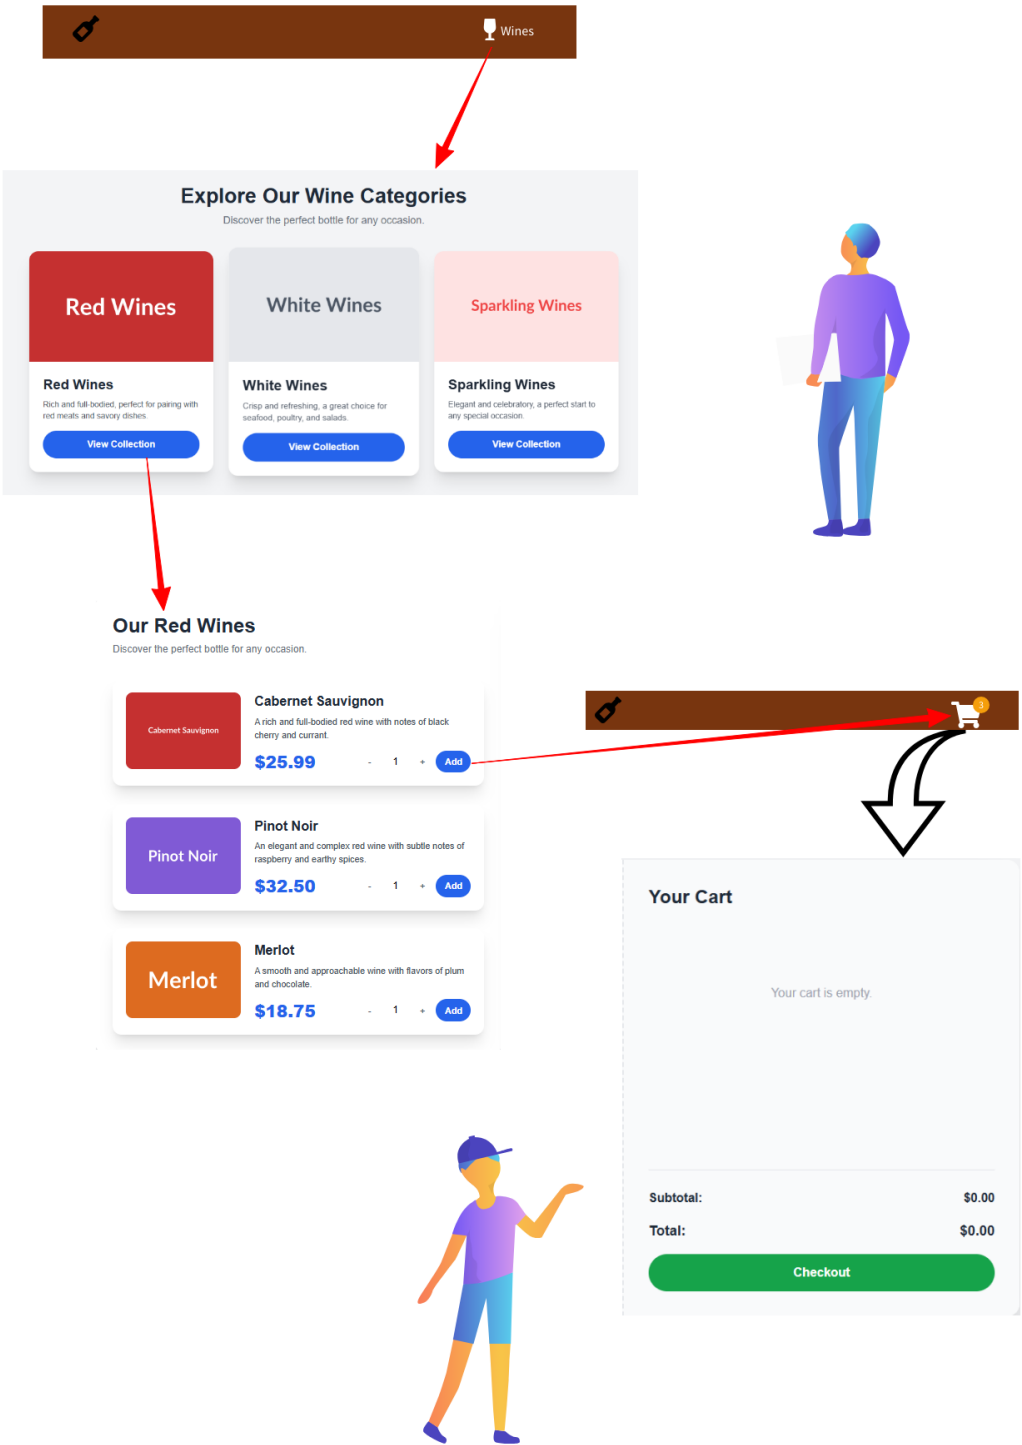 Wines
Explore Our Wine Categories
Discover the perfect bottle for any occasion.
Red Wines
White Wines
Sparkling Wines
Red Wines
Rich and full-bodied, perfect for pairing with
red meats and savory dishes.
View Collection
White Wines
Crisp and refreshing, a great choice for
seafood, poultry, and salads.
View Collection
Sparkling Wines
Elegant and celebratory, a perfect start to
any special occasion.
View Collection
Our Red Wines
Discover the perfect bottle for any occasion.
Cabernet Sauvignon
Cabernet Sauvignon
A rich and full-bodied red wine with notes of black
cherry and currant.
$25.99 - 1 + Add
Pinot Noir
Pinot Noir
An elegant and complex red wine with subtle notes of
raspberry and earthy spices.
$32.50 - 1 + Add
Merlot
Merlot
A smooth and approachable wine with flavors of plum
and chocolate.
$18.75 - 1 + Add
3
Your Cart
Your cart is empty.
Subtotal: $0.00
Total: $0.00
Checkout